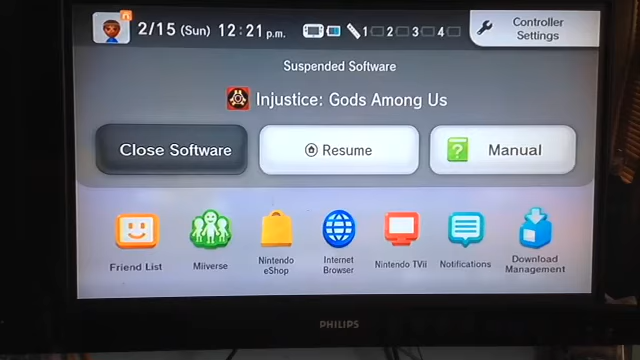 2/15 (Sun) 12:21 p.m.
1 2 3 4
Controller
Settings
Suspended Software
Injustice: Gods Among Us
Close Software
Resume
? Manual
Friend List
Miiverse
Nintendo
eShop
Internet
Browser
Nintendo TVii
Notifications
Download
Management
PHILIPS